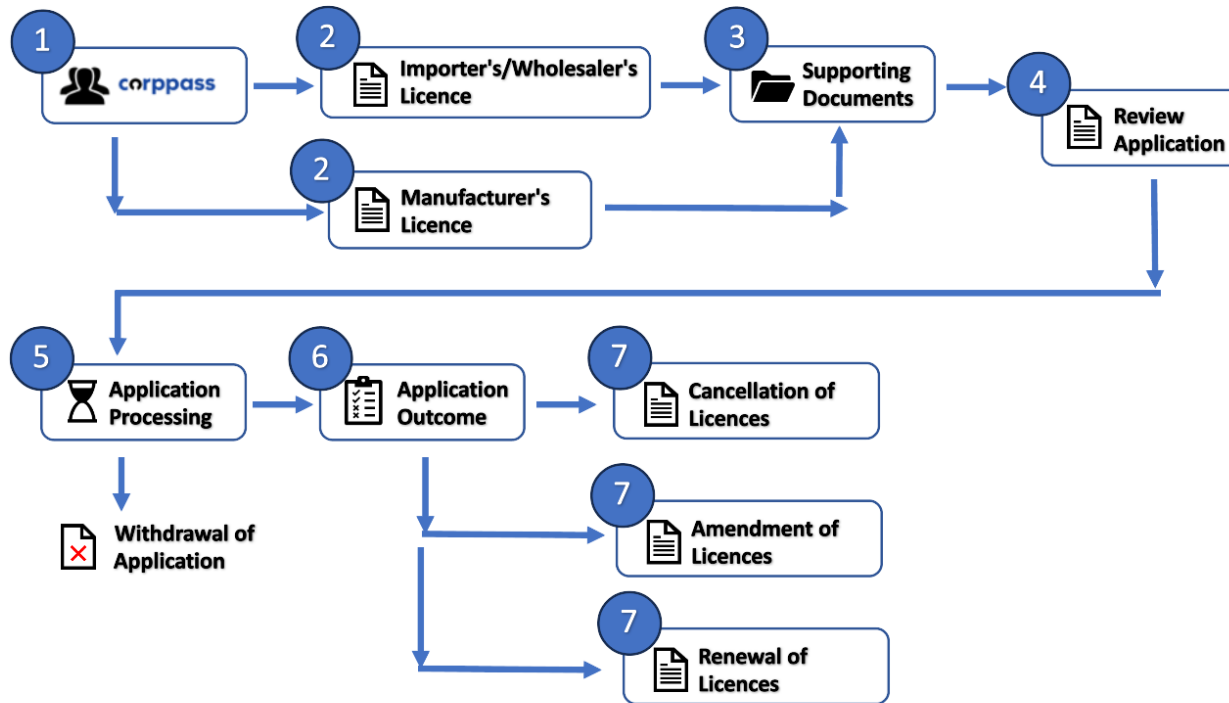 1
corppass
2
Importer's/Wholesaler's
Licence
3
Supporting
Documents
4
Review
Application
2
Manufacturer's
Licence
5
Application
Processing
6
Application
Outcome
7
Cancellation of
Licences
Withdrawal of
Application
7
Amendment of
Licences
7
Renewal of
Licences